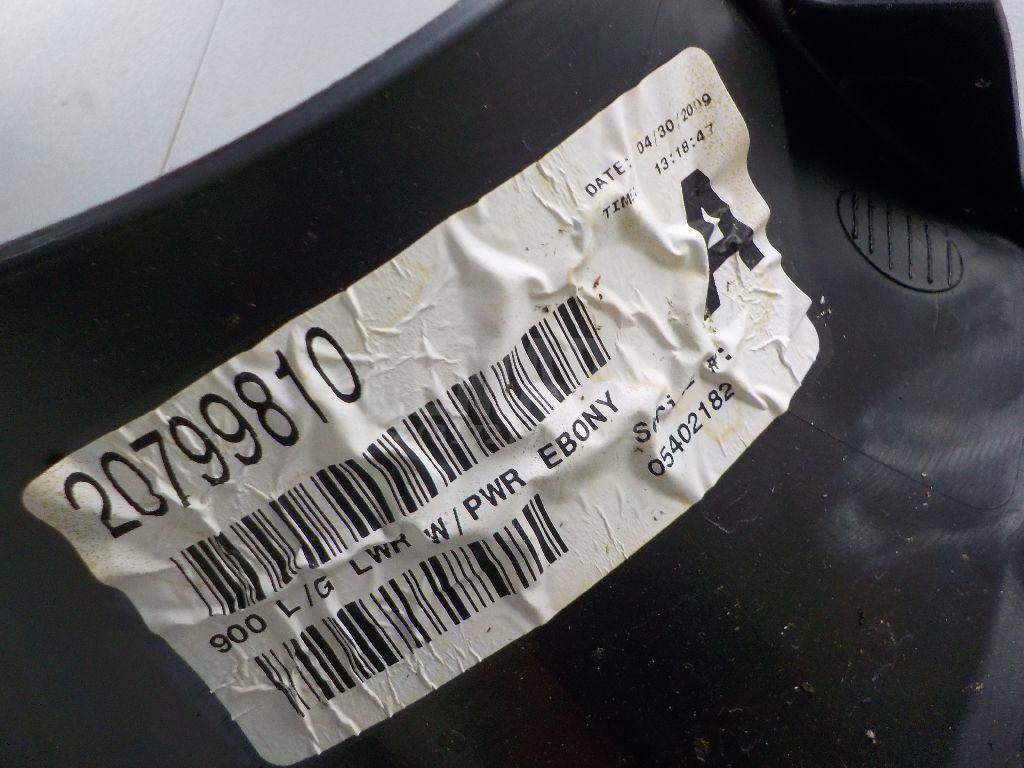 DATE: 04/30/2009
TIME: 13:18:47
A
20799810
900 L/G LWR W/PWR EBONY
#:
05402182